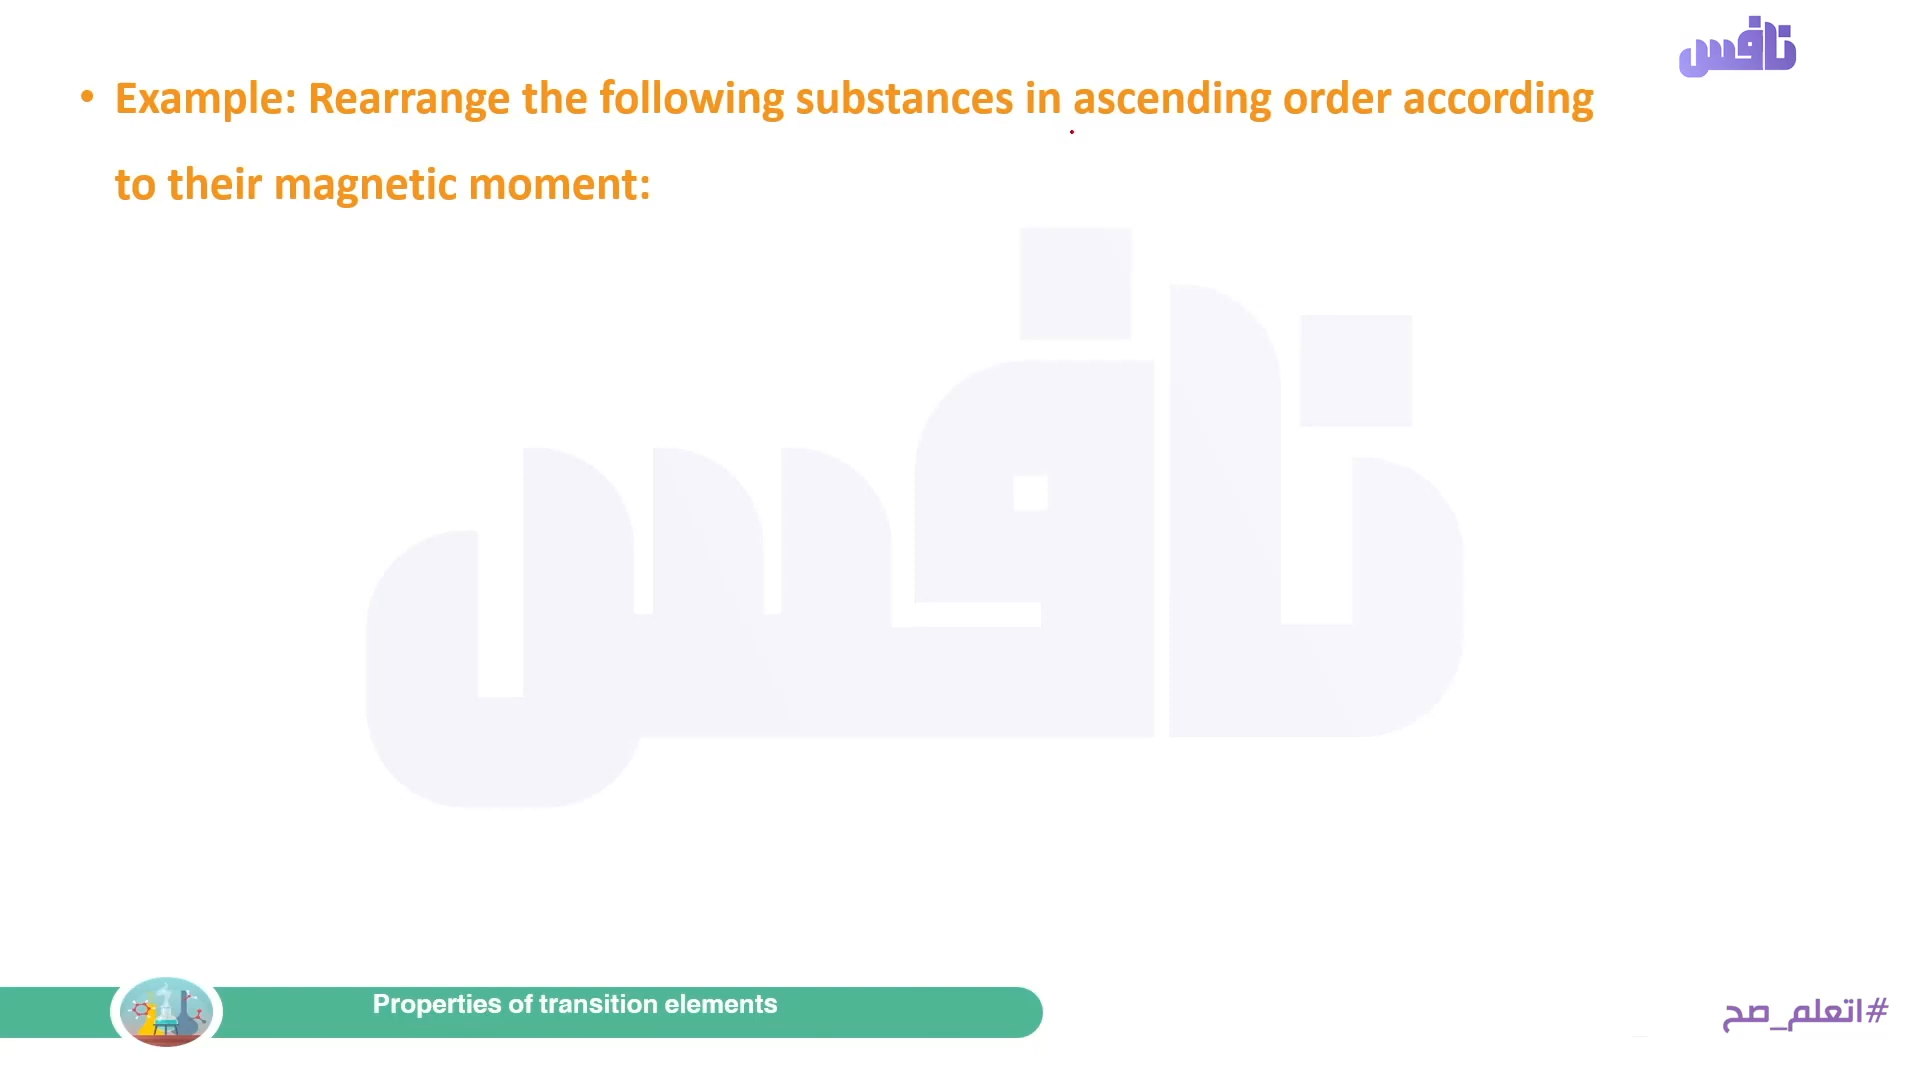 نافس
• Example: Rearrange the following substances in ascending order according
to their magnetic moment:
نافس
Properties of transition elements
#اتعلم_صح